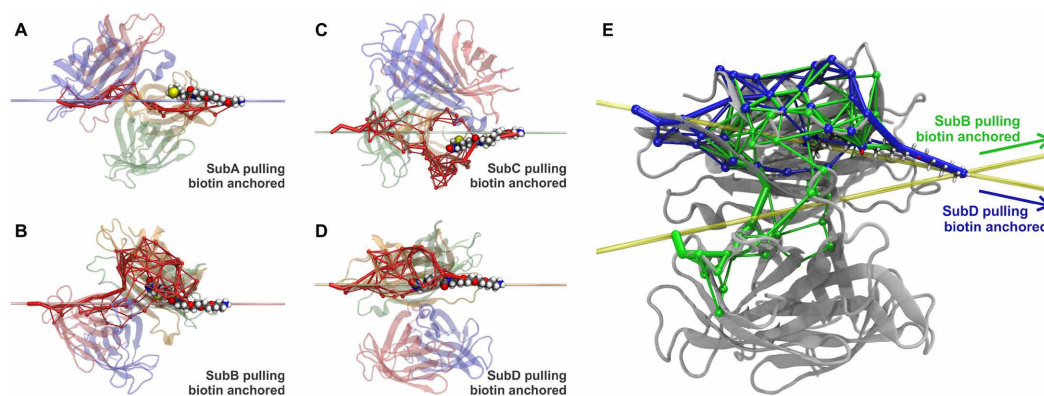 A
SubA pulling
biotin anchored
B
SubB pulling
biotin anchored
C
SubC pulling
biotin anchored
D
SubD pulling
biotin anchored
E
SubB pulling
biotin anchored
SubD pulling
biotin anchored